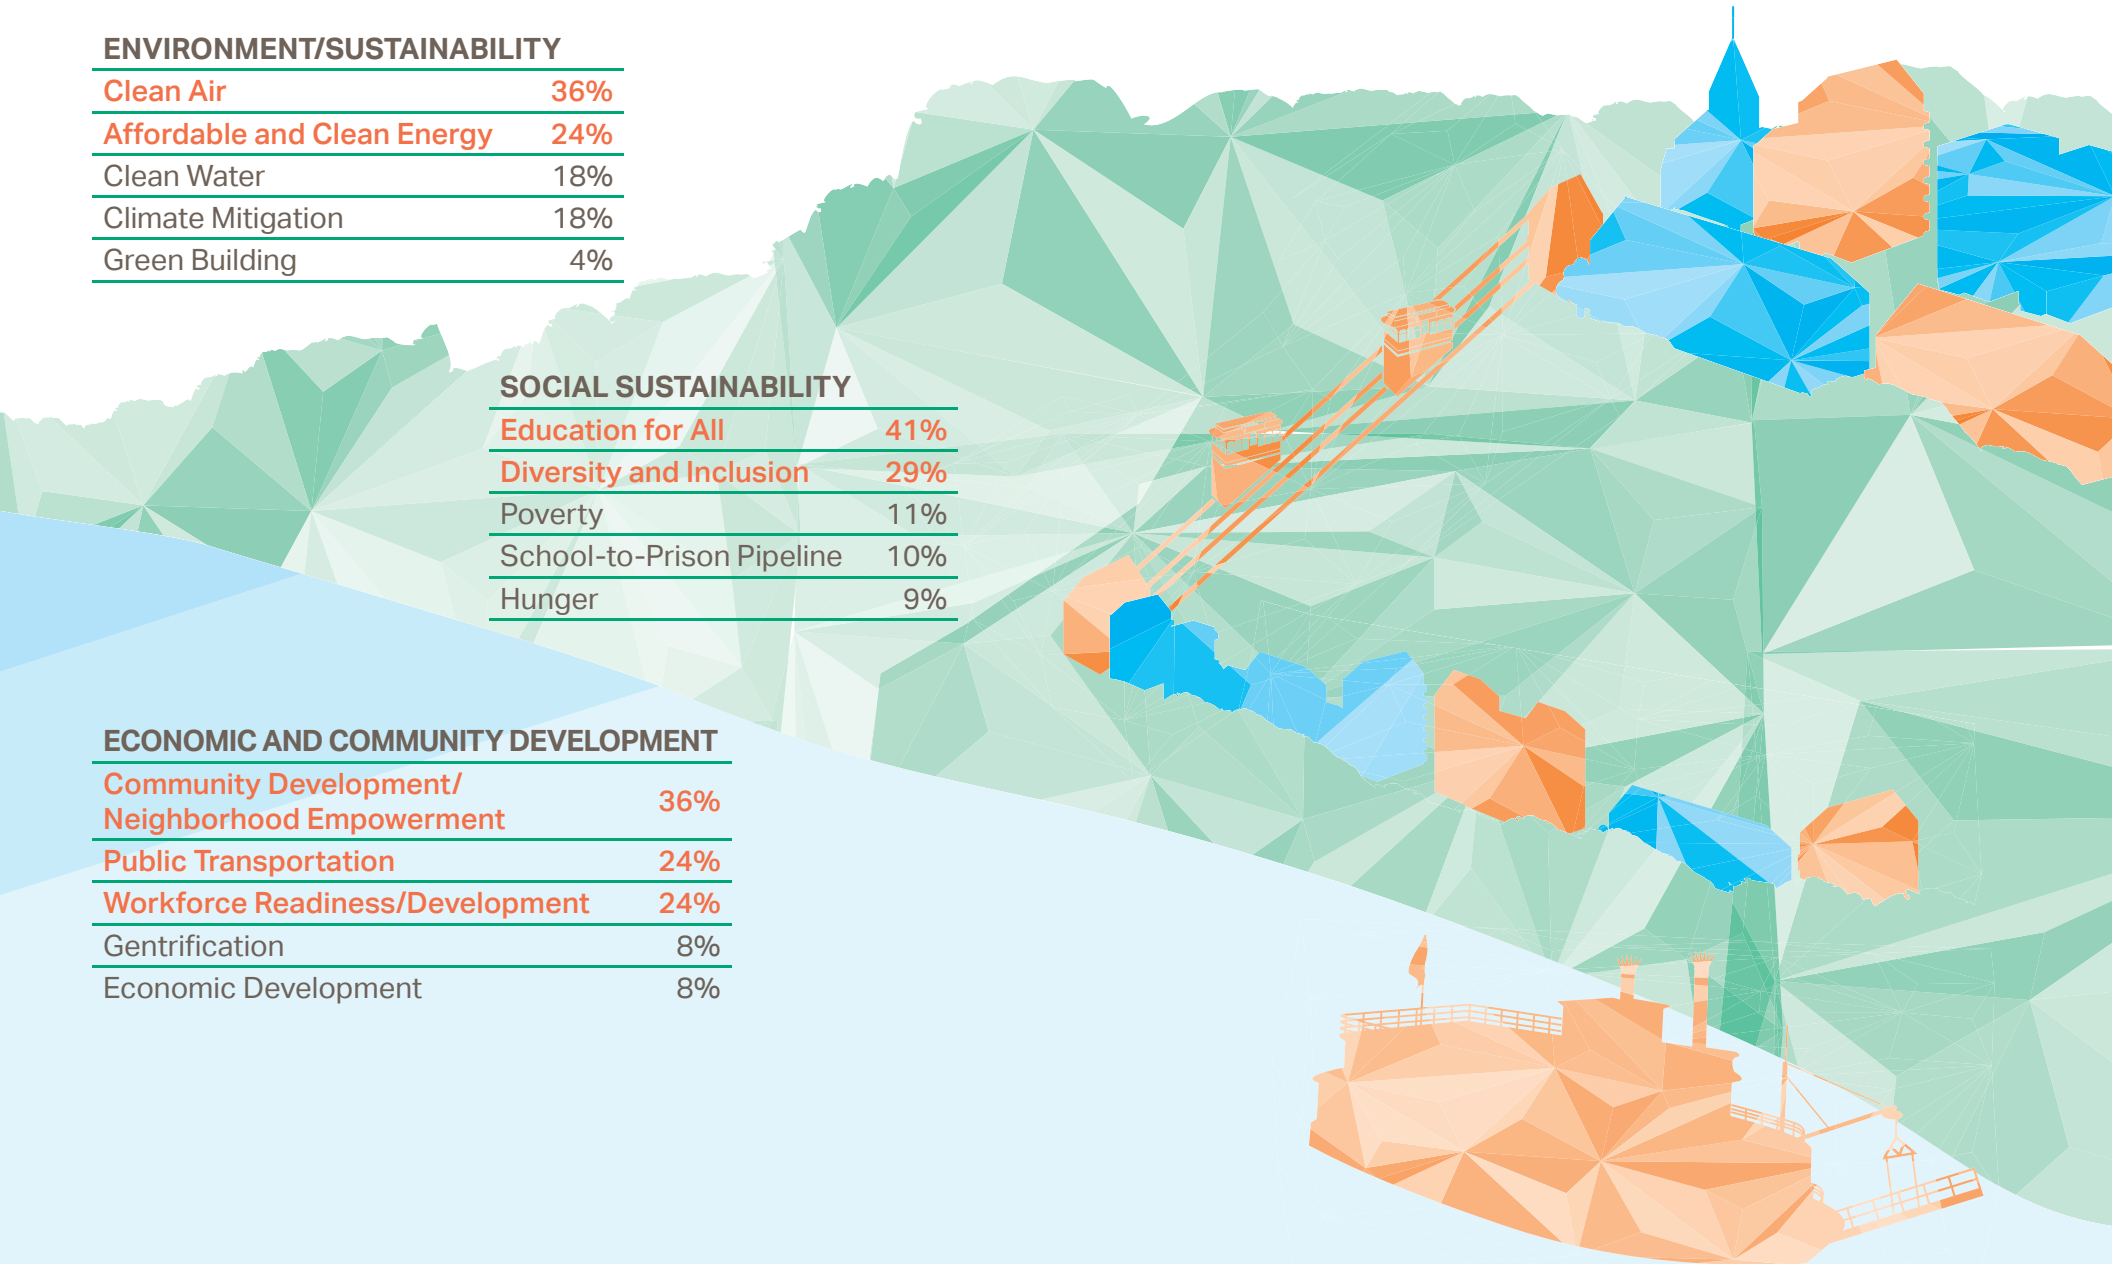 ENVIRONMENT/SUSTAINABILITY
Clean Air 36%
Affordable and Clean Energy 24%
Clean Water 18%
Climate Mitigation 18%
Green Building 4%
SOCIAL SUSTAINABILITY
Education for All 41%
Diversity and Inclusion 29%
Poverty 11%
School-to-Prison Pipeline 10%
Hunger 9%
ECONOMIC AND COMMUNITY DEVELOPMENT
Community Development/
Neighborhood Empowerment 36%
Public Transportation 24%
Workforce Readiness/Development 24%
Gentrification 8%
Economic Development 8%